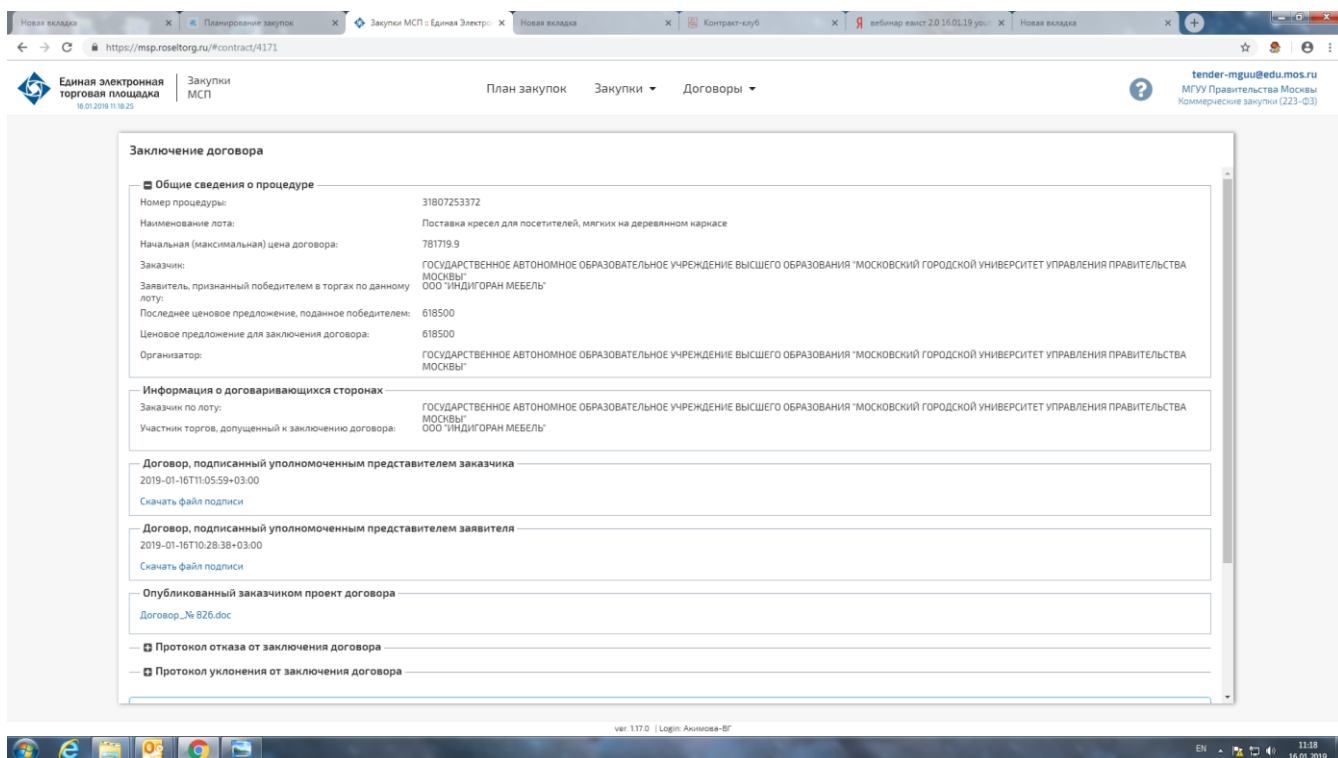 Новая вкладка
Планирование закупок
Закупки МСП :: Единая Электро
Новая вкладка
Контракт-клуб
вебинар еаист 2.0 16.01.19 you
Новая вкладка
https://msp.roseltorg.ru/#contract/4171
Единая электронная
торговая площадка
16.01.2019 11:18:25
Закупки
МСП
План закупок
Закупки
Договоры
tender-mguu@edu.mos.ru
МГУУ Правительства Москвы
Коммерческие закупки (223-ФЗ)
Заключение договора
Общие сведения о процедуре
Номер процедуры: 31807253372
Наименование лота: Поставка кресел для посетителей, мягких на деревянном каркасе
Начальная (максимальная) цена договора: 781719.9
Заказчик: ГОСУДАРСТВЕННОЕ АВТОНОМНОЕ ОБРАЗОВАТЕЛЬНОЕ УЧРЕЖДЕНИЕ ВЫСШЕГО ОБРАЗОВАНИЯ "МОСКОВСКИЙ ГОРОДСКОЙ УНИВЕРСИТЕТ УПРАВЛЕНИЯ ПРАВИТЕЛЬСТВА
МОСКВЫ"
Заявитель, признанный победителем в торгах по данному ООО "ИНДИГОРАН МЕБЕЛЬ"
лоту:
Последнее ценовое предложение, поданное победителем: 618500
Ценовое предложение для заключения договора: 618500
Организатор: ГОСУДАРСТВЕННОЕ АВТОНОМНОЕ ОБРАЗОВАТЕЛЬНОЕ УЧРЕЖДЕНИЕ ВЫСШЕГО ОБРАЗОВАНИЯ "МОСКОВСКИЙ ГОРОДСКОЙ УНИВЕРСИТЕТ УПРАВЛЕНИЯ ПРАВИТЕЛЬСТВА
МОСКВЫ"
Информация о договаривающихся сторонах
Заказчик по лоту: ГОСУДАРСТВЕННОЕ АВТОНОМНОЕ ОБРАЗОВАТЕЛЬНОЕ УЧРЕЖДЕНИЕ ВЫСШЕГО ОБРАЗОВАНИЯ "МОСКОВСКИЙ ГОРОДСКОЙ УНИВЕРСИТЕТ УПРАВЛЕНИЯ ПРАВИТЕЛЬСТВА
МОСКВЫ"
Участник торгов, допущенный к заключению договора: ООО "ИНДИГОРАН МЕБЕЛЬ"
Договор, подписанный уполномоченным представителем заказчика
2019-01-16T11:05:59+03:00
Скачать файл подписи
Договор, подписанный уполномоченным представителем заявителя
2019-01-16T10:28:38+03:00
Скачать файл подписи
Опубликованный заказчиком проект договора
Договор_№ 826.doc
Протокол отказа от заключения договора
Протокол уклонения от заключения договора
ver. 1.17.0 | Login: Акимова-ВГ
EN
11:18
16.01.2019